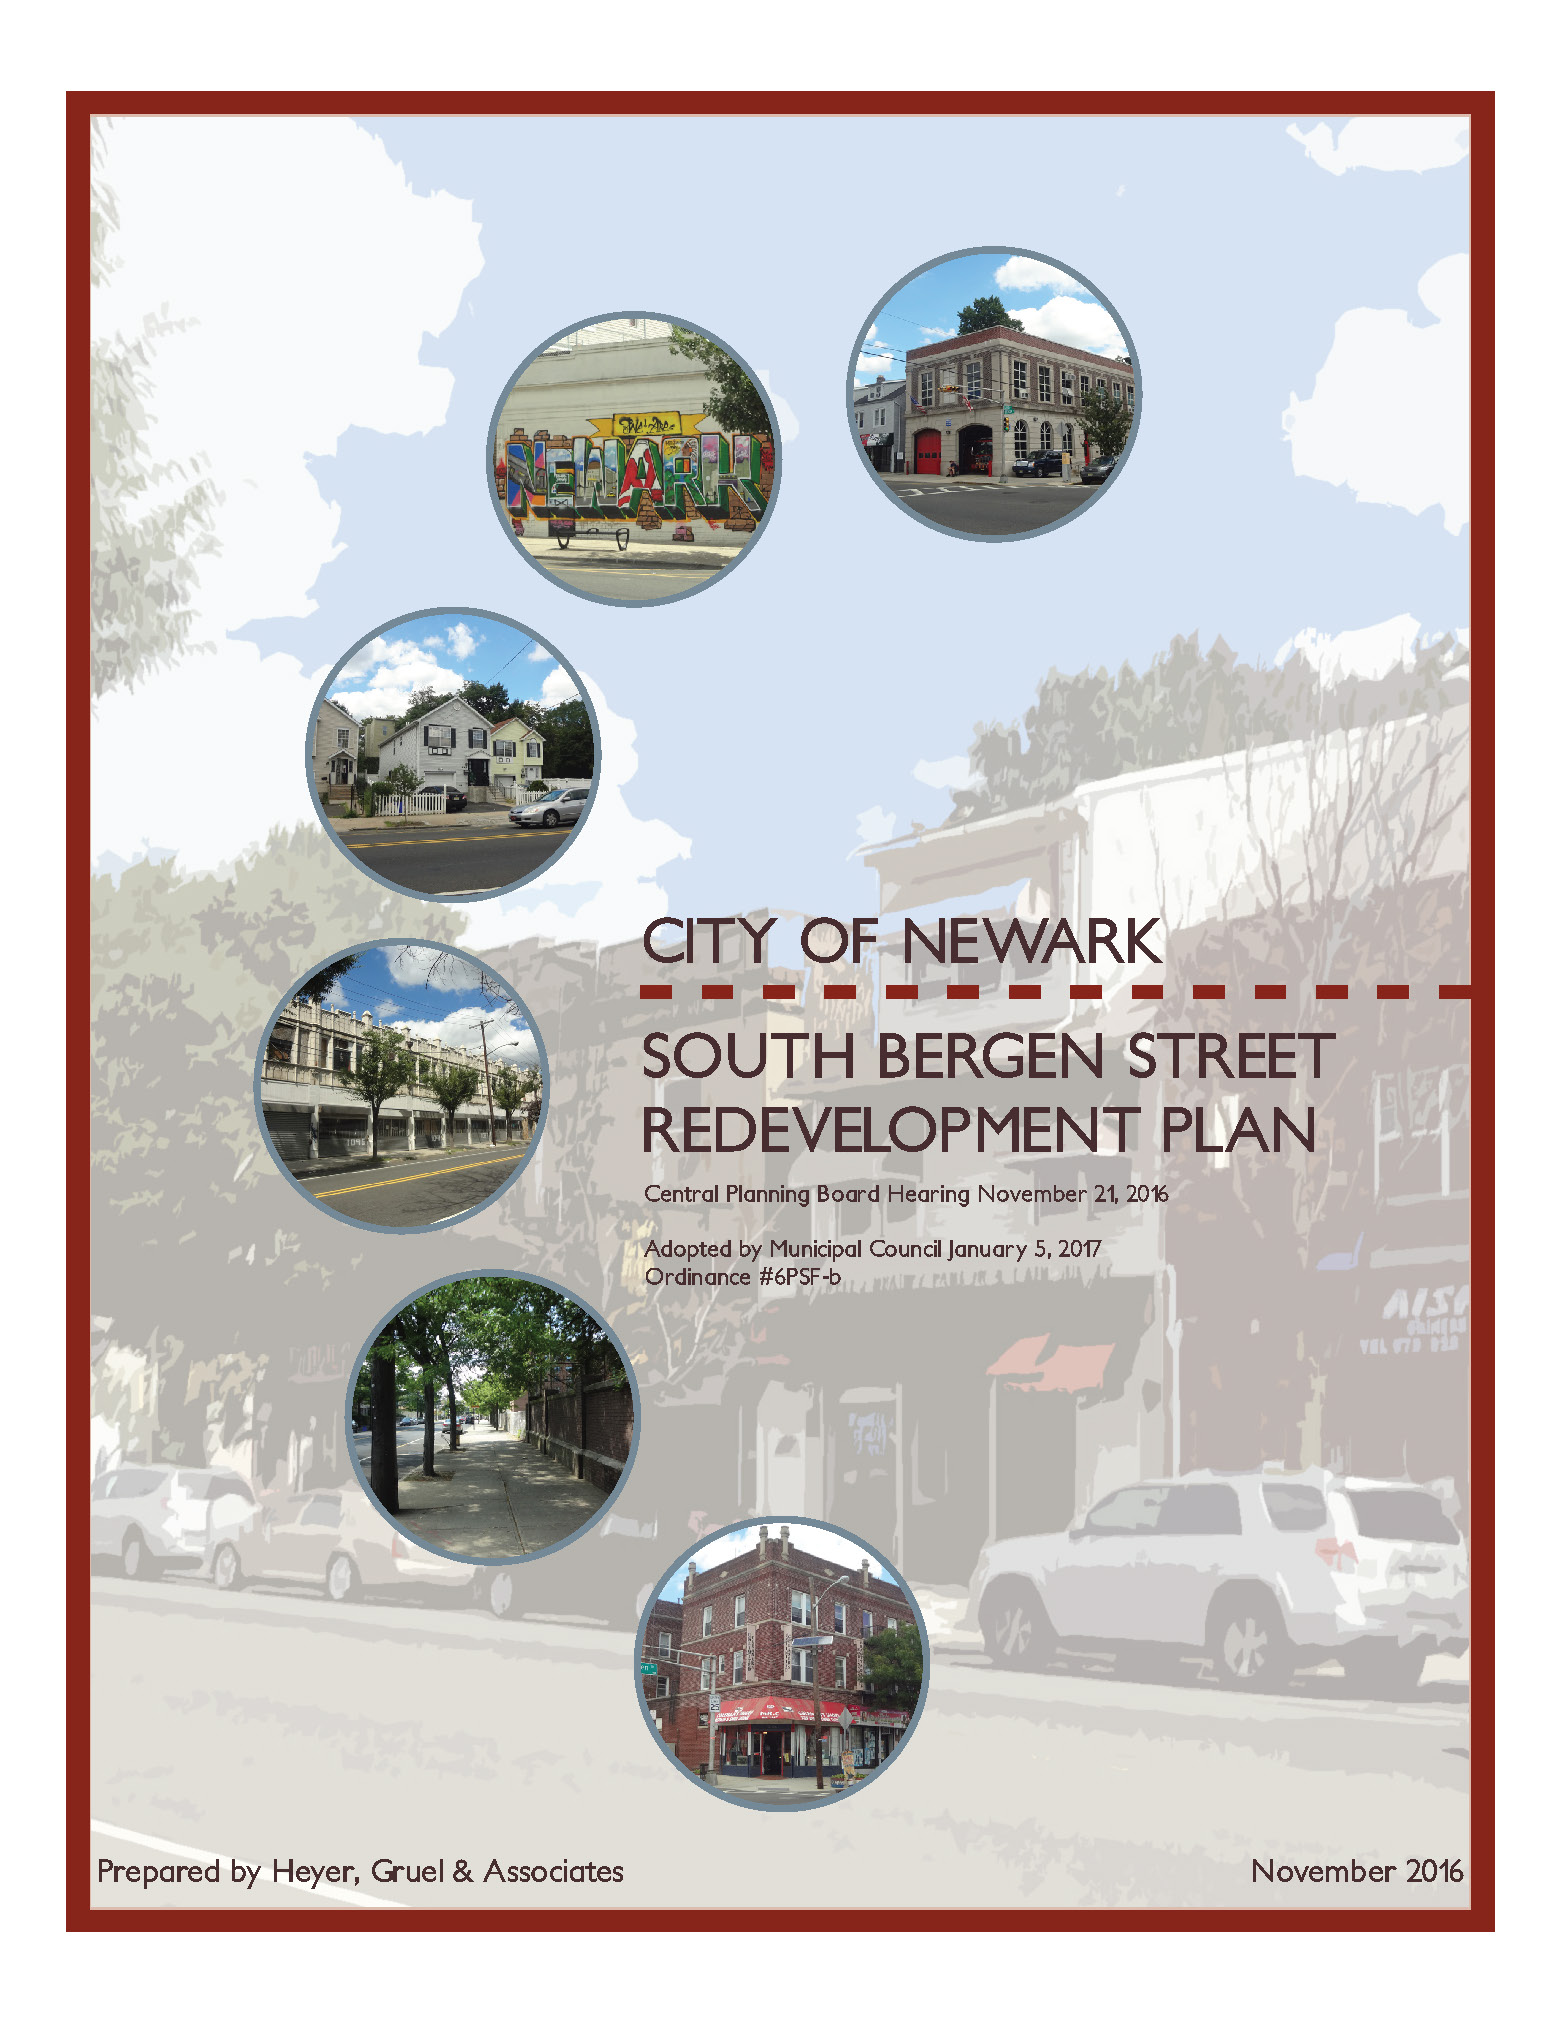 NEWARK
CITY OF NEWARK
SOUTH BERGEN STREET
REDEVELOPMENT PLAN
Central Planning Board Hearing November 21, 2016
Adopted by Municipal Council January 5, 2017
Ordinance #6PSF-b
Prepared by Heyer, Gruel & Associates
November 2016